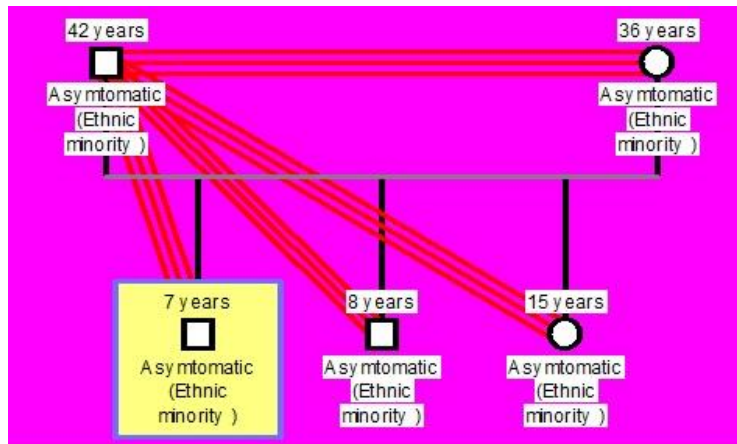 42 years
36 years
Asymtomatic
(Ethnic
minority )
Asymtomatic
(Ethnic
minority )
7 years
8 years
15 years
Asymtomatic
(Ethnic
minority )
Asymtomatic
(Ethnic
minority )
Asymtomatic
(Ethnic
minority )